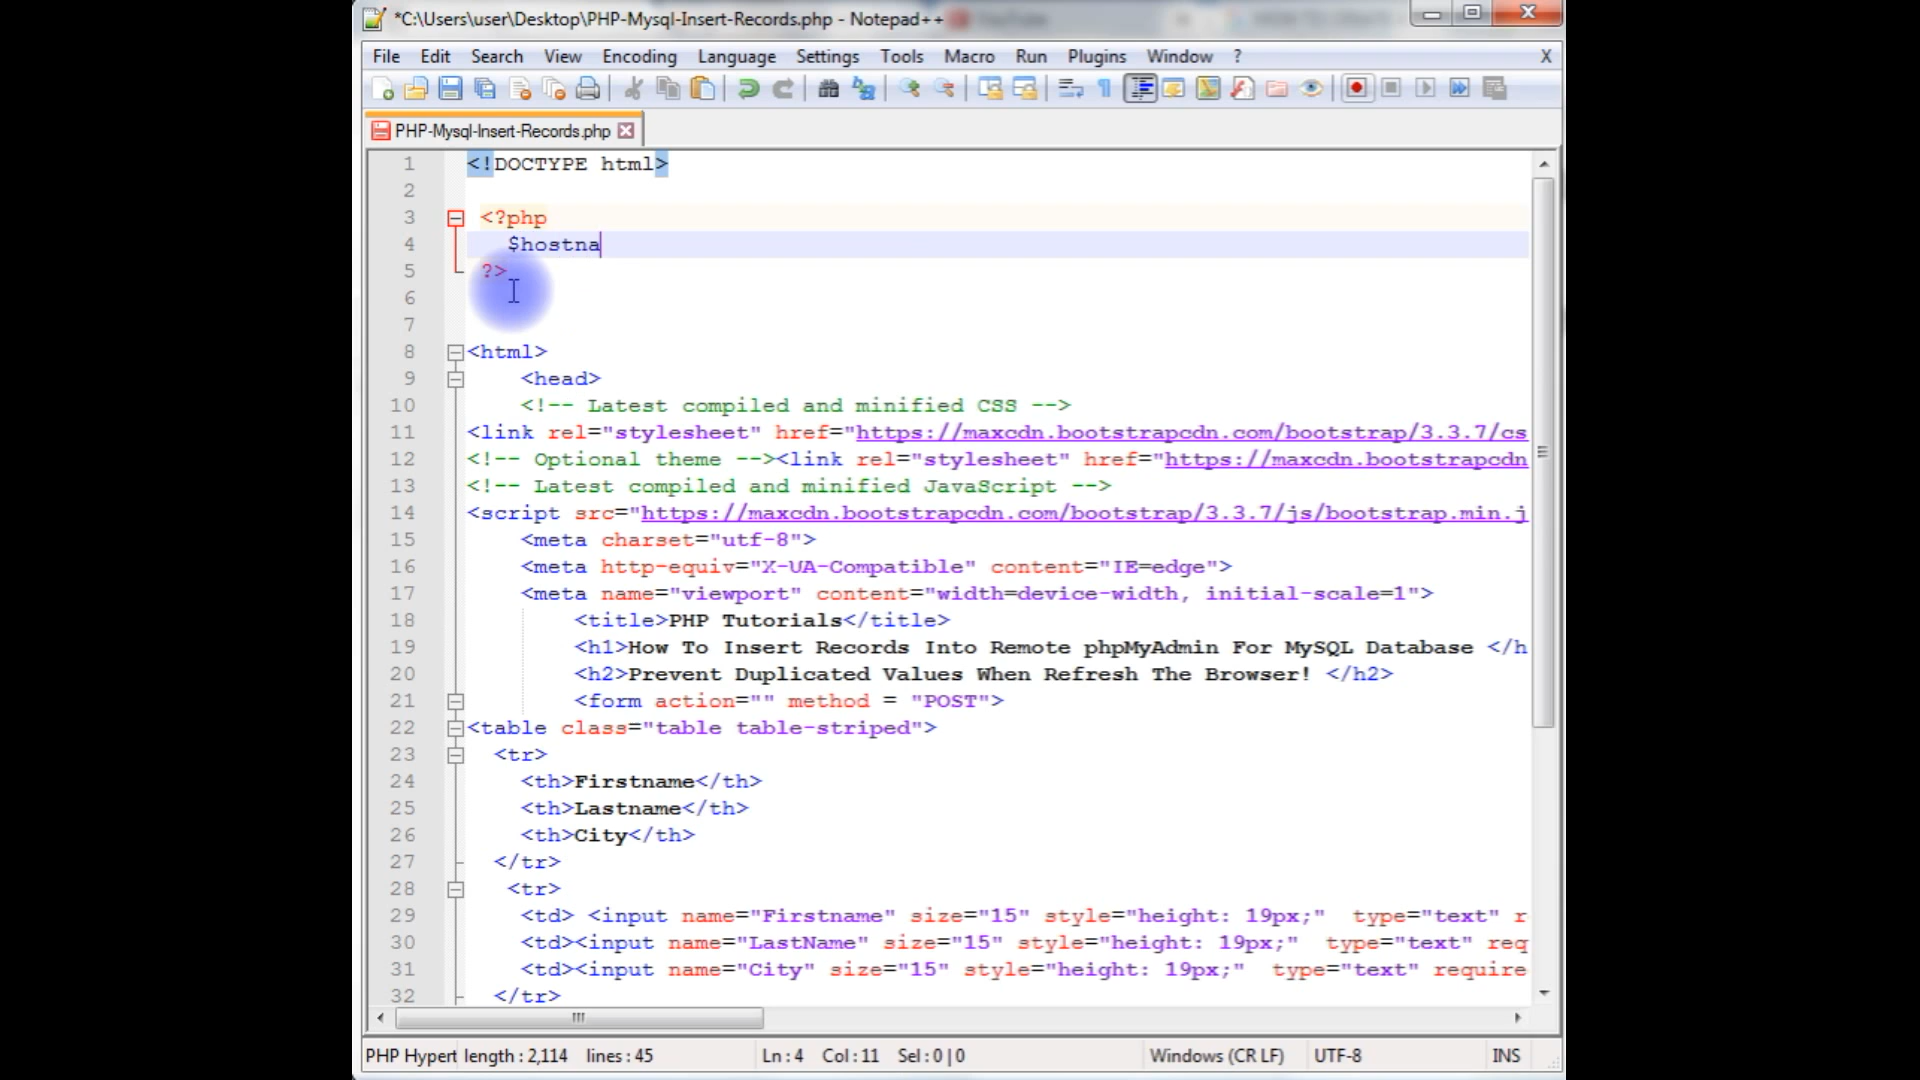 *C:\Users\user\Desktop\PHP-Mysql-Insert-Records.php - Notepad++
File Edit Search View Encoding Language Settings Tools Macro Run Plugins Window ? X
PHP-Mysql-Insert-Records.php
1 <!DOCTYPE html>
2
3 <?php
4 $hostna
5 ?>
6
7
8 <html>
9 <head>
10 <!-- Latest compiled and minified CSS -->
11 <link rel="stylesheet" href="https://maxcdn.bootstrapcdn.com/bootstrap/3.3.7/cs
12 <!-- Optional theme --><link rel="stylesheet" href="https://maxcdn.bootstrapcdn
13 <!-- Latest compiled and minified JavaScript -->
14 <script src="https://maxcdn.bootstrapcdn.com/bootstrap/3.3.7/js/bootstrap.min.j
15 <meta charset="utf-8">
16 <meta http-equiv="X-UA-Compatible" content="IE=edge">
17 <meta name="viewport" content="width=device-width, initial-scale=1">
18 <title>PHP Tutorials</title>
19 <h1>How To Insert Records Into Remote phpMyAdmin For MySQL Database </h
20 <h2>Prevent Duplicated Values When Refresh The Browser! </h2>
21 <form action="" method = "POST">
22 <table class="table table-striped">
23 <tr>
24 <th>Firstname</th>
25 <th>Lastname</th>
26 <th>City</th>
27 </tr>
28 <tr>
29 <td> <input name="Firstname" size="15" style="height: 19px;" type="text" r
30 <td><input name="LastName" size="15" style="height: 19px;" type="text" req
31 <td><input name="City" size="15" style="height: 19px;" type="text" require
32 </tr>
PHP Hypert length : 2,114 lines : 45 Ln : 4 Col : 11 Sel : 0 | 0 Windows (CR LF) UTF-8 INS